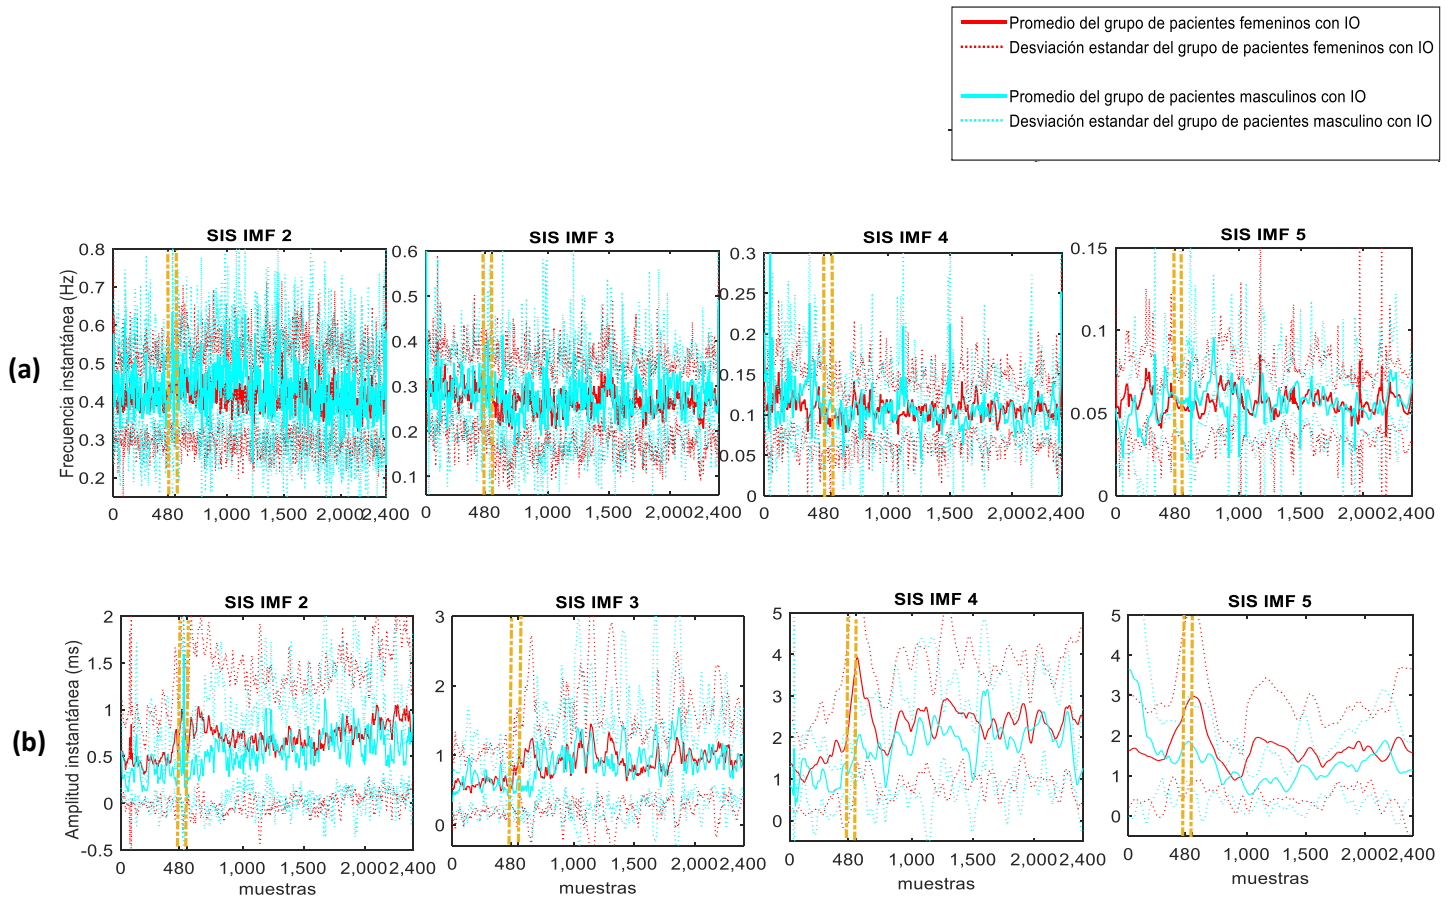 Promedio del grupo de pacientes femeninos con IO
Desviación estandar del grupo de pacientes femeninos con IO
Promedio del grupo de pacientes masculinos con IO
Desviación estandar del grupo de pacientes masculino con IO
(a)
Frecuencia instantánea (Hz)
SIS IMF 2
0.8
0.7
0.6
0.5
0.4
0.3
0.2
0 480 1,000 1,500 2,000 2,400
SIS IMF 3
0.6
0.5
0.4
0.3
0.2
0.1
0 480 1,000 1,500 2,000 2,400
SIS IMF 4
0.3
0.25
0.2
0.15
0.1
0.05
0
0 480 1,000 1,500 2,000 2,400
SIS IMF 5
0.15
0.1
0.05
0
0 480 1,000 1,500 2,000 2,400
(b)
Amplitud instantánea (ms)
SIS IMF 2
2
1.5
1
0.5
0
-0.5
0 480 1,000 2,000 2,400
muestras
SIS IMF 3
3
2
1
0
0 480 1,000 2,000 2,400
muestras
SIS IMF 4
5
4
3
2
1
0
0 480 1,000 2,000 2,400
muestras
SIS IMF 5
5
4
3
2
1
0
0 480 1,000 2,000 2,400
muestras